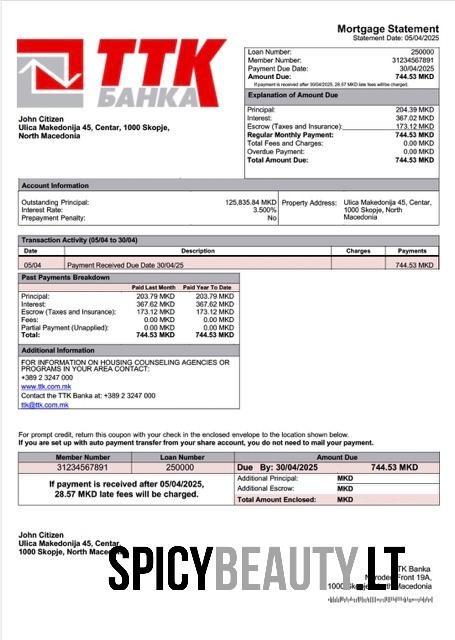 Mortgage Statement
Statement Date: 05/04/2025
TTK
БАНКА
Loan Number: 250000
Member Number: 31234567891
Payment Due Date: 30/04/2025
Amount Due: 744.53 MKD
If payment is received after 30/04/2025, 28.57 MKD late fees will be charged.
John Citizen
Ulica Makedonija 45, Centar, 1000 Skopje,
North Macedonia
Explanation of Amount Due
Principal: 204.39 MKD
Interest: 367.02 MKD
Escrow (Taxes and Insurance): 173.12 MKD
Regular Monthly Payment: 744.53 MKD
Total Fees and Charges: 0.00 MKD
Overdue Payment: 0.00 MKD
Total Amount Due: 744.53 MKD
Account Information
Outstanding Principal: 125,835.84 MKD
Interest Rate: 3.500%
Prepayment Penalty: No
Property Address: Ulica Makedonija 45, Centar,
1000 Skopje, North
Macedonia
Transaction Activity (05/04 to 30/04)
Date Description Charges Payments
05/04 Payment Received Due Date 30/04/25 744.53 MKD
Past Payments Breakdown
Paid Last Month Paid Year To Date
Principal: 203.79 MKD 203.79 MKD
Interest: 367.62 MKD 367.62 MKD
Escrow (Taxes and Insurance): 173.12 MKD 173.12 MKD
Fees: 0.00 MKD 0.00 MKD
Partial Payment (Unapplied): 0.00 MKD 0.00 MKD
Total: 744.53 MKD 744.53 MKD
Additional Information
FOR INFORMATION ON HOUSING COUNSELING AGENCIES OR
PROGRAMS IN YOUR AREA CONTACT:
+389 2 3247 000
www.ttk.com.mk
Contact the TTK Banka at: +389 2 3247 000
ttk@ttk.com.mk
For prompt credit, return this coupon with your check in the enclosed envelope to the location shown below.
If you are set up with auto payment transfer from your share account, you do not need to mail your payment.
Member Number Loan Number Amount Due
31234567891 250000 Due By: 30/04/2025 744.53 MKD
If payment is received after 05/04/2025,
28.57 MKD late fees will be charged.
Additional Principal: MKD
Additional Escrow: MKD
Total Amount Enclosed: MKD
John Citizen
Ulica Makedonija 45, Centar,
1000 Skopje, North Macedonia
SPICYBEAUTY.LT
TTK Banka
Naroden Front 19A,
1000 Skopje, North Macedonia